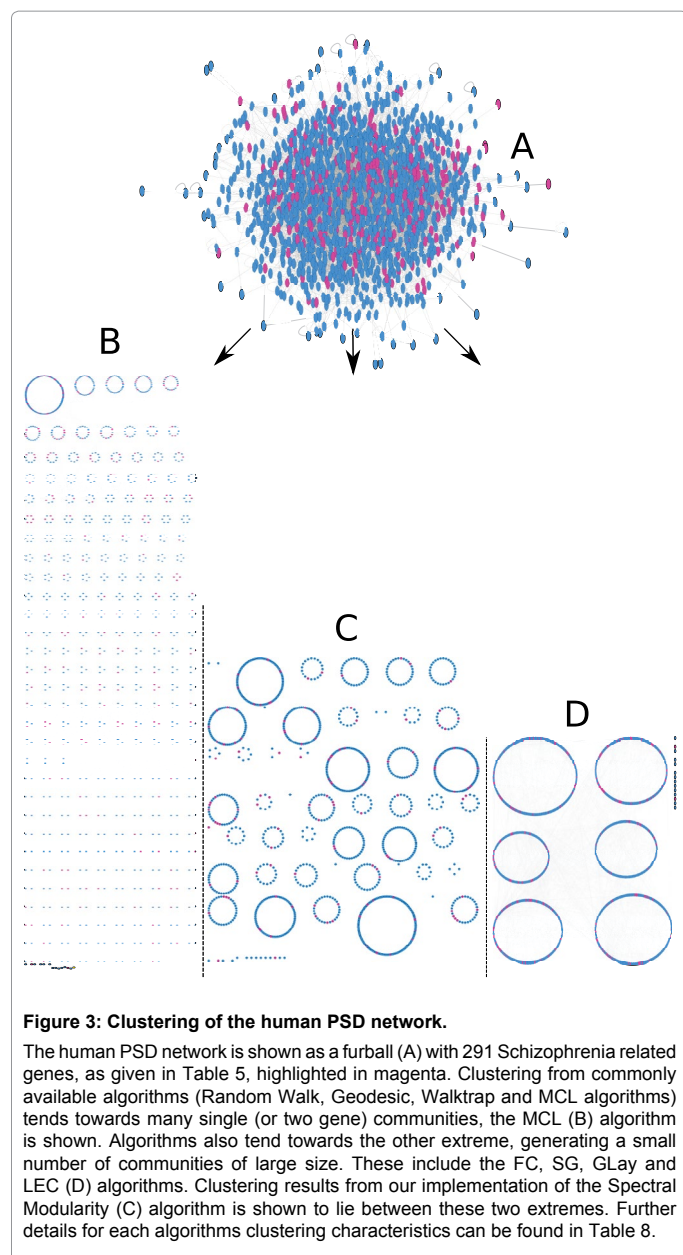 A
B
C
D
Figure 3: Clustering of the human PSD network.
The human PSD network is shown as a furball (A) with 291 Schizophrenia related
genes, as given in Table 5, highlighted in magenta. Clustering from commonly
available algorithms (Random Walk, Geodesic, Walktrap and MCL algorithms)
tends towards many single (or two gene) communities, the MCL (B) algorithm
is shown. Algorithms also tend towards the other extreme, generating a small
number of communities of large size. These include the FC, SG, GLay and
LEC (D) algorithms. Clustering results from our implementation of the Spectral
Modularity (C) algorithm is shown to lie between these two extremes. Further
details for each algorithms clustering characteristics can be found in Table 8.